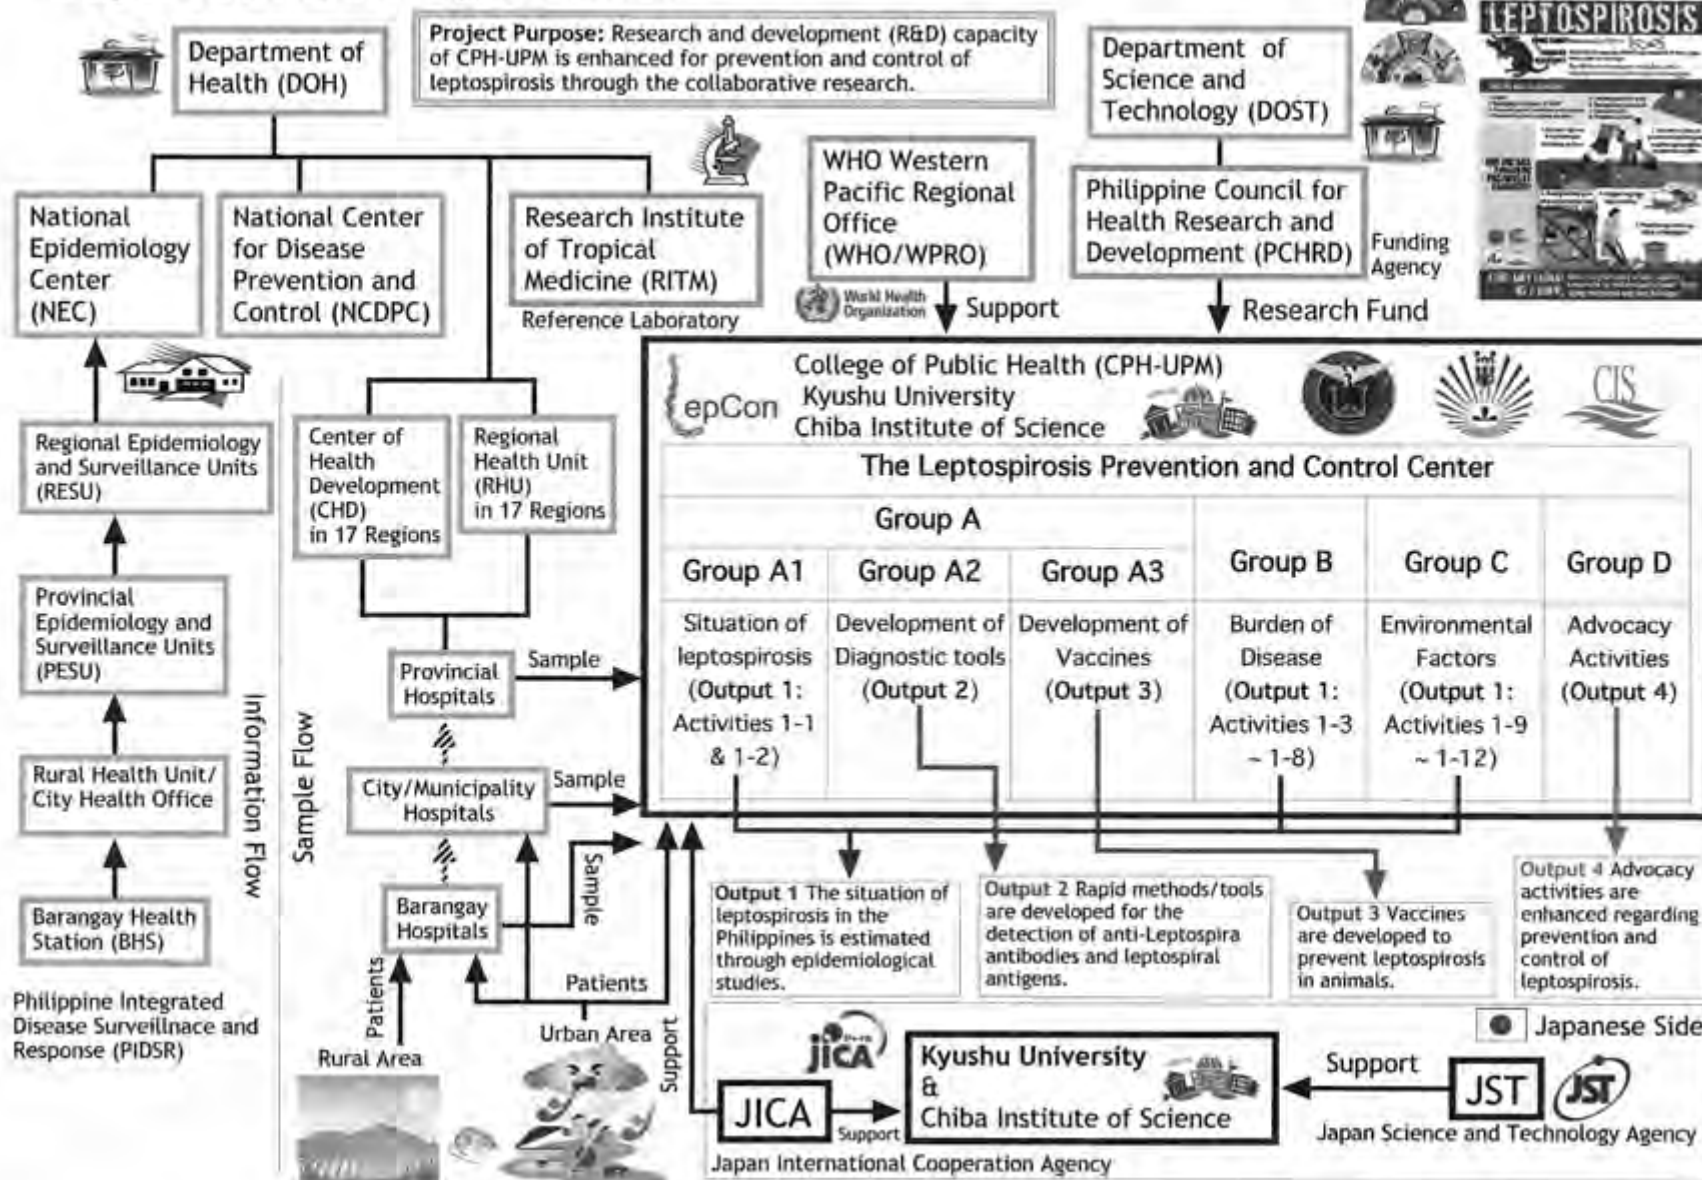 Department of
Health (DOH)
Project Purpose: Research and development (R&D) capacity
of CPH-UPM is enhanced for prevention and control of
leptospirosis through the collaborative research.
Department of
Science and
Technology (DOST)
LEPTOSPIROSIS
National
Epidemiology
Center
(NEC)
National Center
for Disease
Prevention and
Control (NCDPC)
Research Institute
of Tropical
Medicine (RITM)
Reference Laboratory
WHO Western
Pacific Regional
Office
(WHO/WPRO)
Philippine Council for
Health Research and
Development (PCHRD)
Funding
Agency
World Health
Organization
Support
Research Fund
Regional Epidemiology
and Surveillance Units
(RESU)
Provincial
Epidemiology and
Surveillance Units
(PESU)
Rural Health Unit/
City Health Office
Barangay Health
Station (BHS)
Philippine Integrated
Disease Surveillnace and
Response (PIDSR)
Information Flow
Sample Flow
Center of
Health
Development
(CHD)
in 17 Regions
Regional
Health Unit
(RHU)
in 17 Regions
Provincial
Hospitals
Sample
City/Municipality
Hospitals
Sample
Barangay
Hospitals
Sample
Patients
Patients
Rural Area
Urban Area
Support
LepCon
College of Public Health (CPH-UPM)
Kyushu University
Chiba Institute of Science
CIS
The Leptospirosis Prevention and Control Center
Group A
Group A1
Group A2
Group A3
Group B
Group C
Group D
Situation of
leptospirosis
(Output 1:
Activities 1-1
& 1-2)
Development of
Diagnostic tools
(Output 2)
Development of
Vaccines
(Output 3)
Burden of
Disease
(Output 1:
Activities 1-3
~ 1-8)
Environmental
Factors
(Output 1:
Activities 1-9
~ 1-12)
Advocacy
Activities
(Output 4)
Output 1 The situation of
leptospirosis in the
Philippines is estimated
through epidemiological
studies.
Output 2 Rapid methods/tools
are developed for the
detection of anti-Leptospira
antibodies and leptospiral
antigens.
Output 3 Vaccines
are developed to
prevent leptospirosis
in animals.
Output 4 Advocacy
activities are
enhanced regarding
prevention and
control of
leptospirosis.
Japanese Side
JICA
JICA
Support
Kyushu University
&
Chiba Institute of Science
Support
JST
JST
Japan Science and Technology Agency
Japan International Cooperation Agency